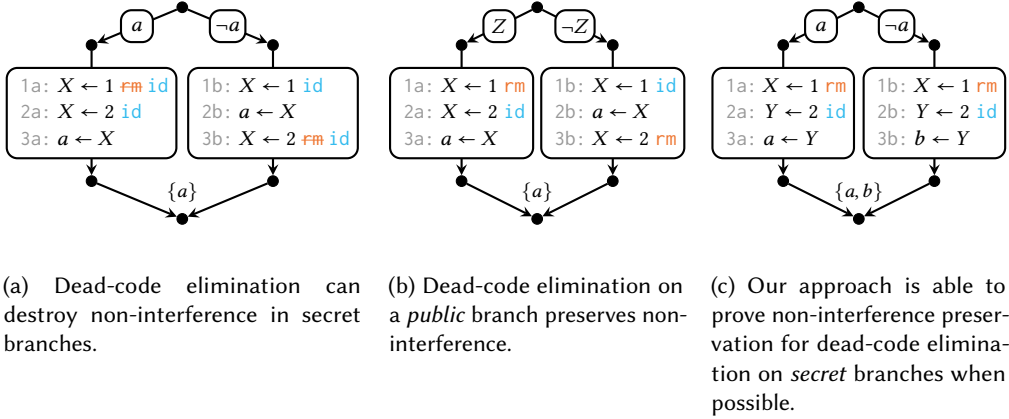 a ¬a
1a: X ← 1 rm id
2a: X ← 2 id
3a: a ← X
1b: X ← 1 id
2b: a ← X
3b: X ← 2 rm id
{a}
(a) Dead-code elimination can
destroy non-interference in secret
branches.
Z ¬Z
1a: X ← 1 rm
2a: X ← 2 id
3a: a ← X
1b: X ← 1 id
2b: a ← X
3b: X ← 2 rm
{a}
(b) Dead-code elimination on
a public branch preserves non-
interference.
a ¬a
1a: X ← 1 rm
2a: Y ← 2 id
3a: a ← Y
1b: X ← 1 rm
2b: Y ← 2 id
3b: b ← Y
{a, b}
(c) Our approach is able to
prove non-interference preser-
vation for dead-code elimina-
tion on secret branches when
possible.